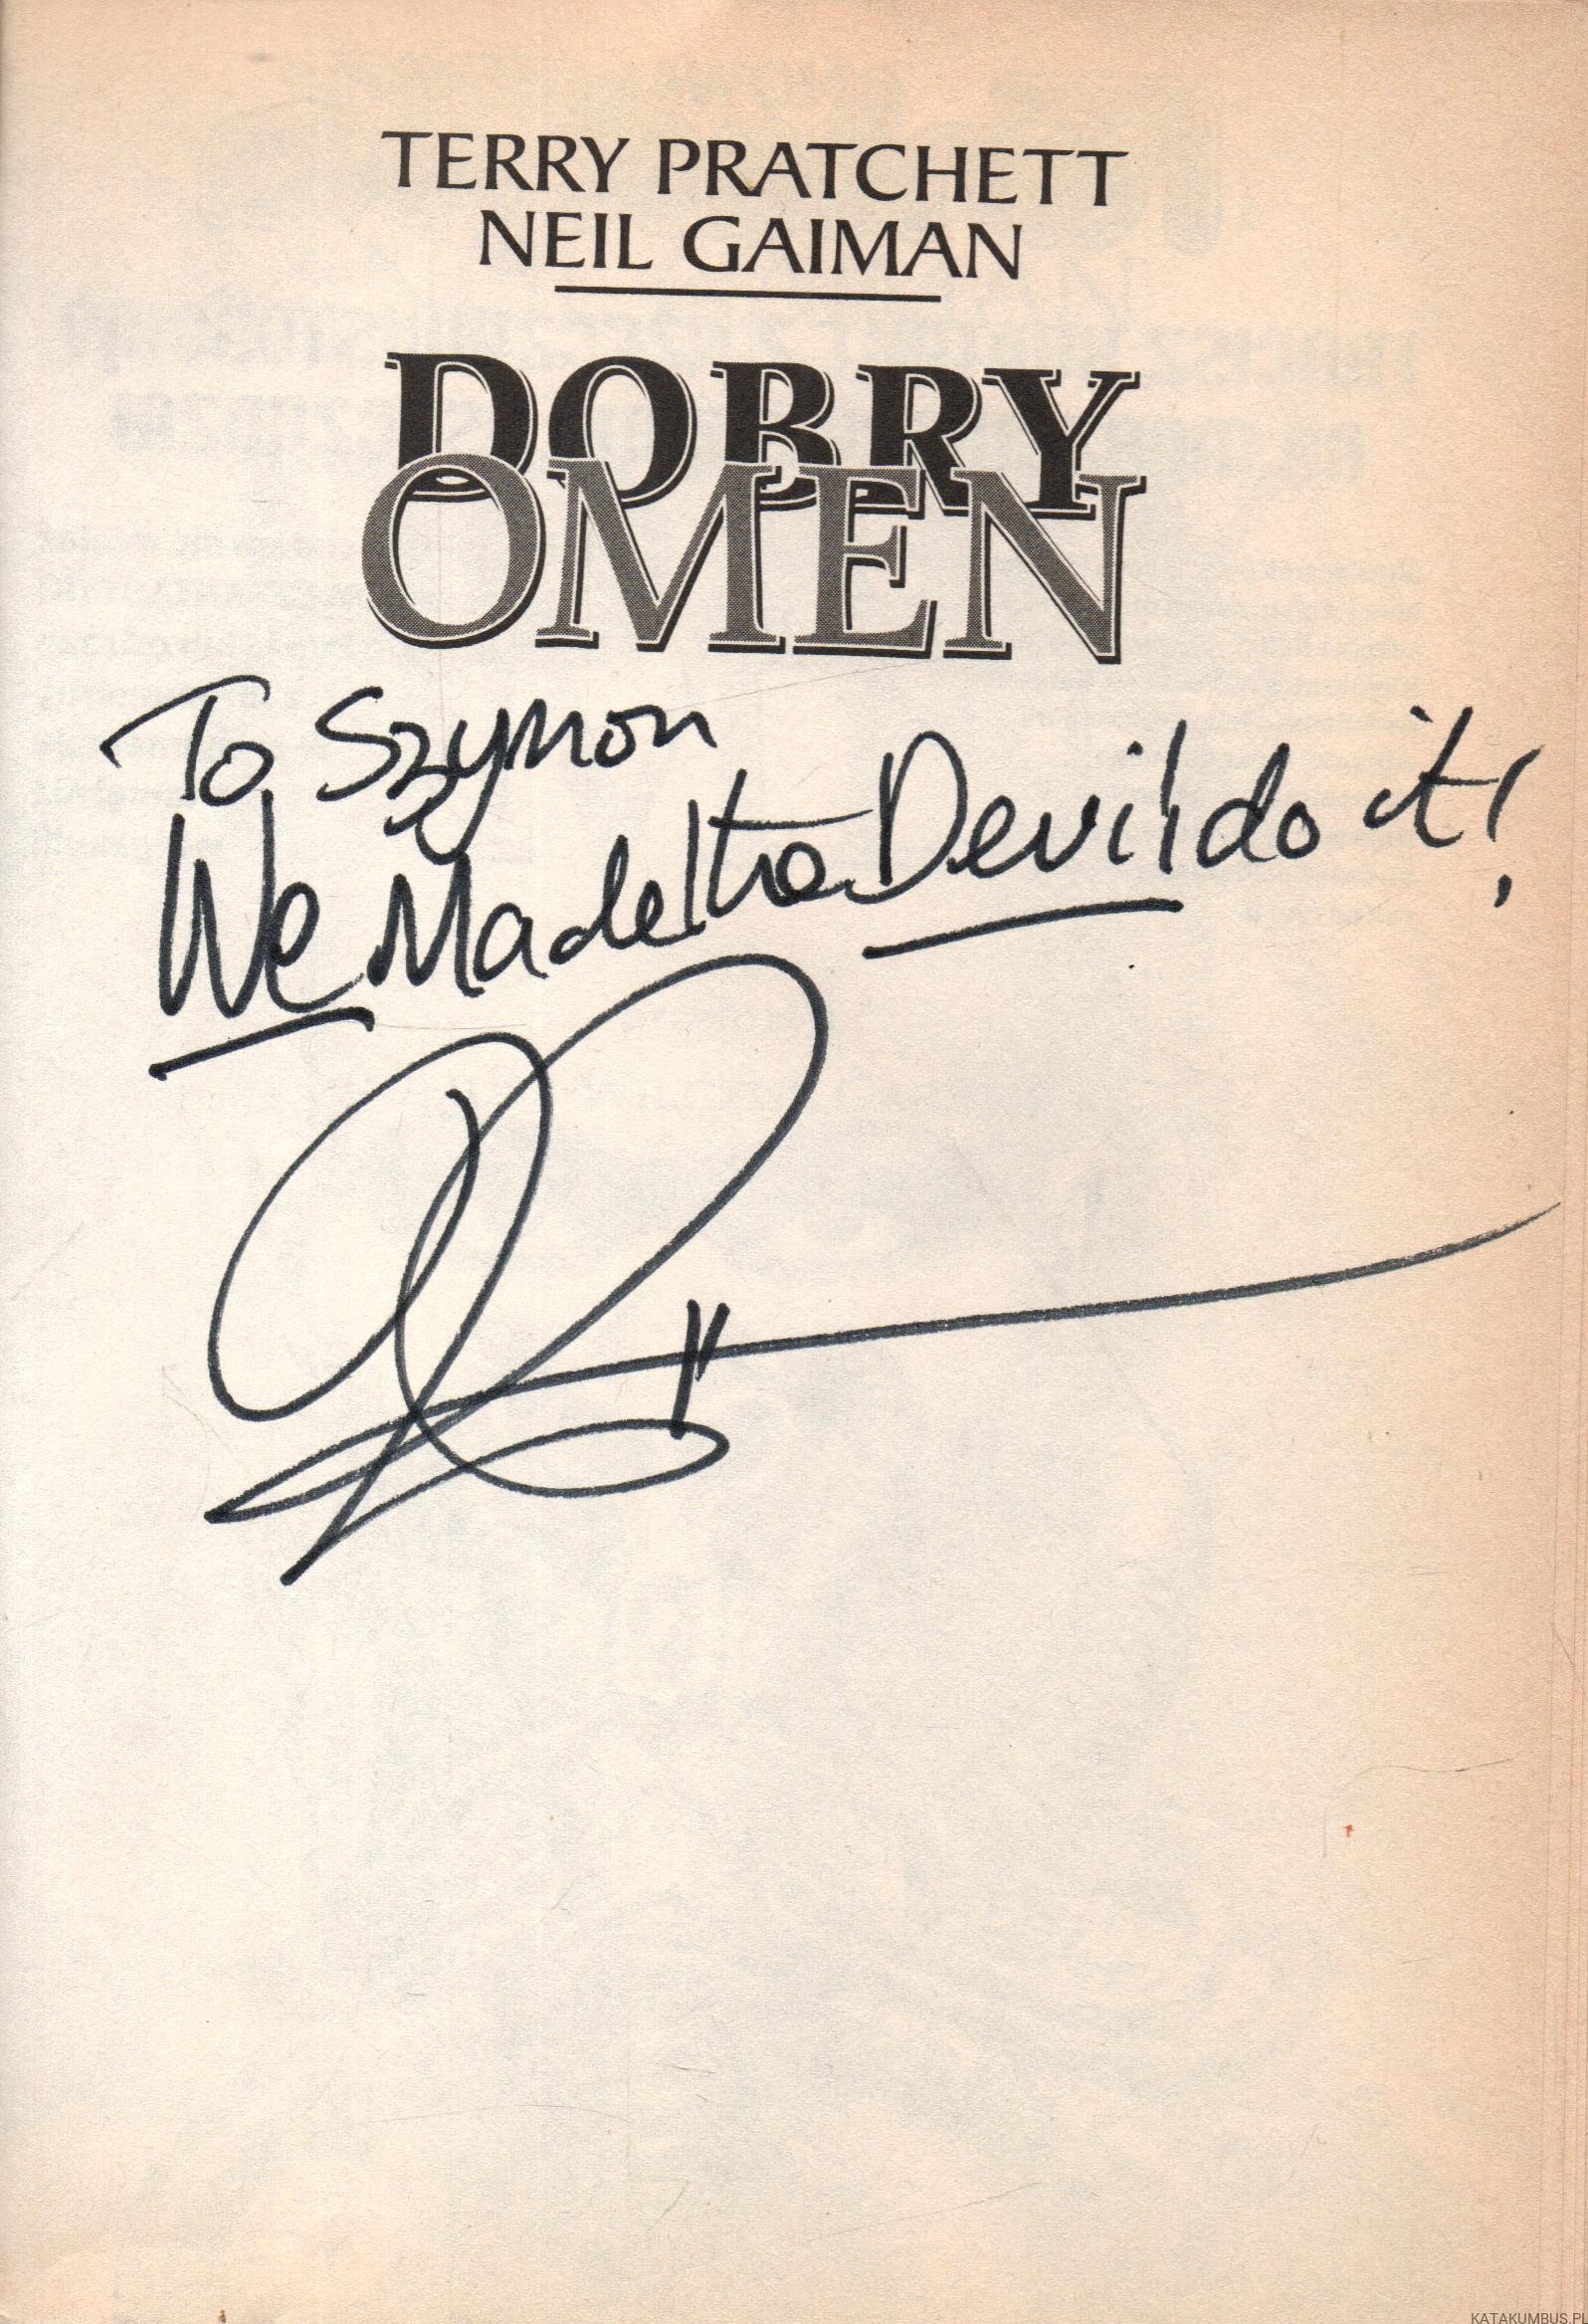 TERRY PRATCHETT
NEIL GAIMAN
DOBRY
OMEN
To Szymon
We Made the Devil do it!
KATAKUMBUS.PL